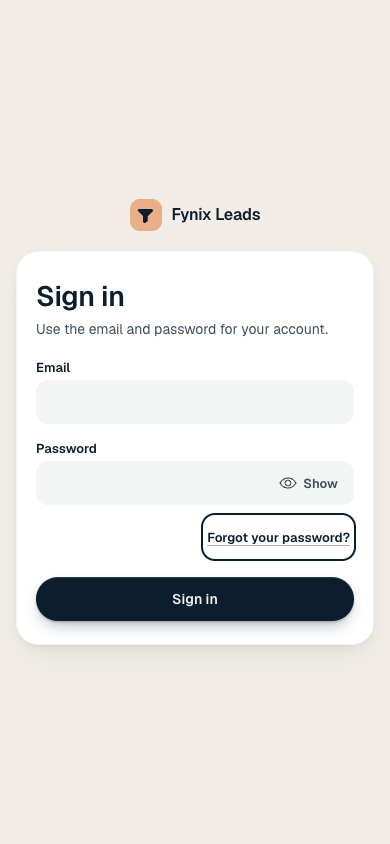 Fynix Leads
Sign in
Use the email and password for your account.
Email
Password
Show
Forgot your password?
Sign in